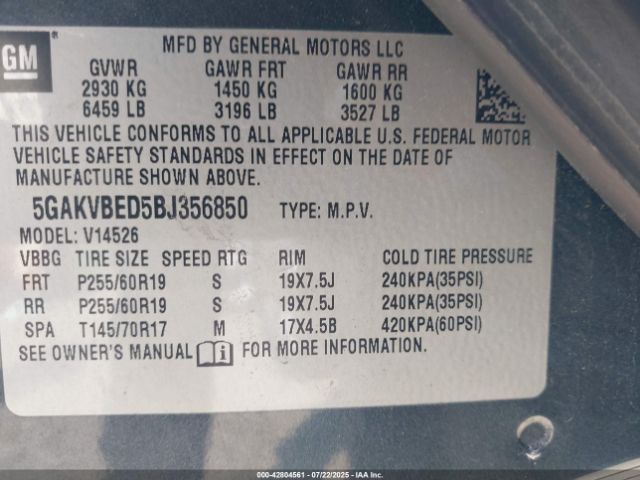 GM
MFD BY GENERAL MOTORS LLC
GVWR GAWR FRT GAWR RR
2930 KG 1450 KG 1600 KG
6459 LB 3196 LB 3527 LB
THIS VEHICLE CONFORMS TO ALL APPLICABLE U.S. FEDERAL MOTOR
VEHICLE SAFETY STANDARDS IN EFFECT ON THE DATE OF
MANUFACTURE SHOWN ABOVE.
5GAKVBED5BJ356850 TYPE: M.P.V.
MODEL: V14526
VBBG TIRE SIZE SPEED RTG RIM COLD TIRE PRESSURE
FRT P255/60R19 S 19X7.5J 240KPA(35PSI)
RR P255/60R19 S 19X7.5J 240KPA(35PSI)
SPA T145/70R17 M 17X4.5B 420KPA(60PSI)
SEE OWNER'S MANUAL i FOR MORE INFORMATION.
000-42804561 - 07/22/2025 - IAA Inc.